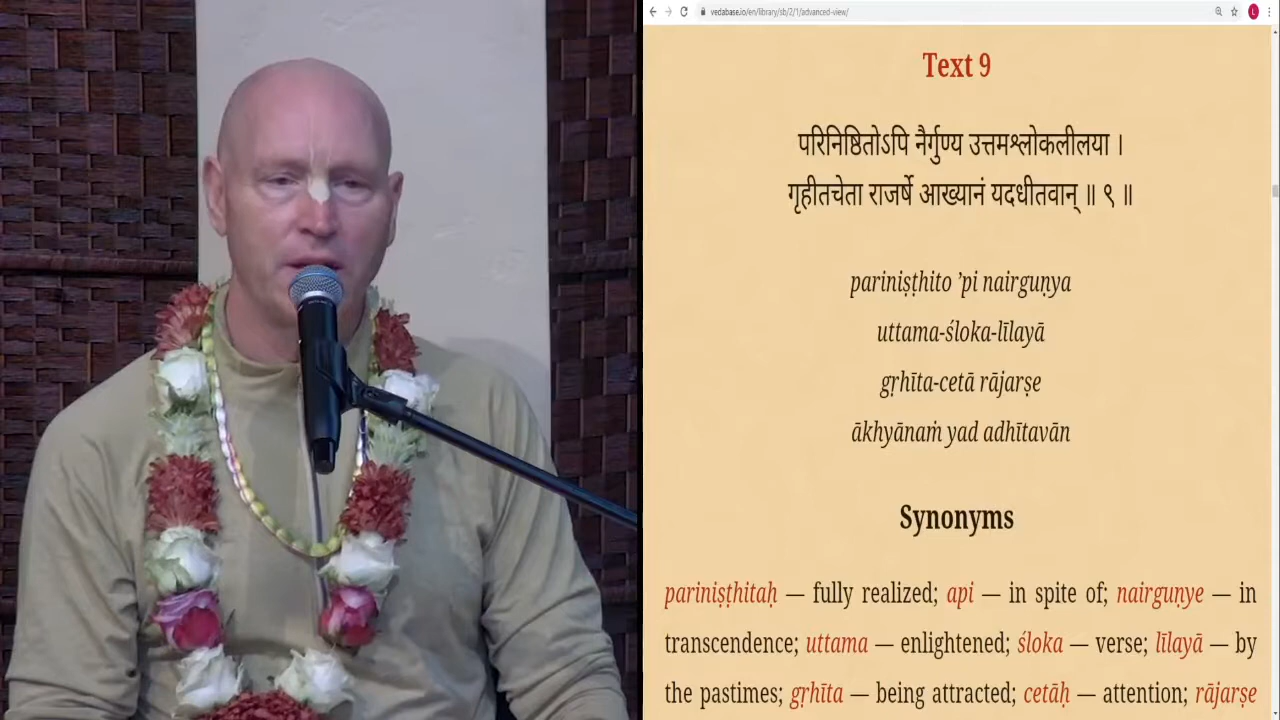 vedabase.io/en/library/sb/2/1/advanced-view/
L
Text 9
परिनिष्ठितोऽपि नैर्गुण्य उत्तमश्लोकलीलया ।
गृहीतचेता राजर्षे आख्यानं यदधीतवान् ॥ ९ ॥
pariniṣṭhito ’pi nairguṇya
uttama-śloka-līlayā
gṛhīta-cetā rājarṣe
ākhyānaṁ yad adhītavān
Synonyms
pariniṣṭhitaḥ — fully realized; api — in spite of; nairguṇye — in
transcendence; uttama — enlightened; śloka — verse; līlayā — by
the pastimes; gṛhīta — being attracted; cetāḥ — attention; rājarṣe